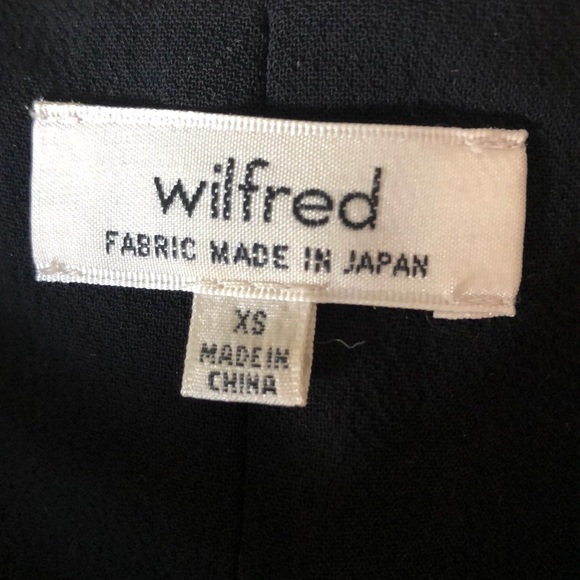 wilfred
FABRIC MADE IN JAPAN
XS
MADE IN
CHINA